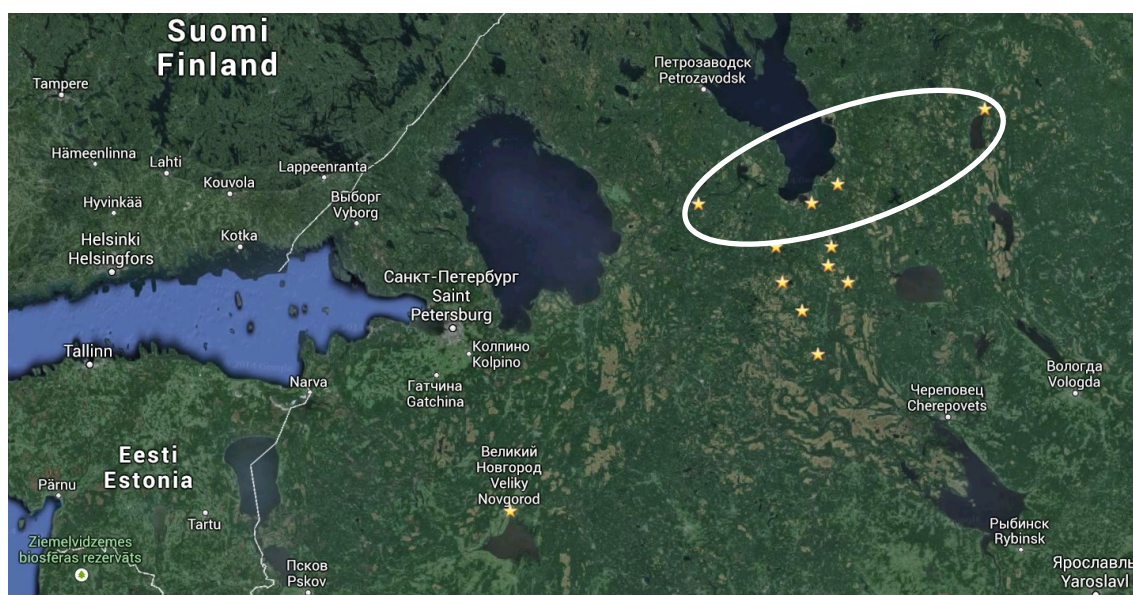 Suomi
Finland
Петрозаводск
Petrozavodsk
Tampere
Hämeenlinna
Lahti
Lappeenranta
Kouvola
Выборг
Vyborg
Hyvinkää
Kotka
Helsinki
Helsingfors
Санкт-Петербург
Saint
Petersburg
Колпино
Kolpino
Tallinn
Гатчина
Gatchina
Narva
Вологда
Vologda
Череповец
Cherepovets
Eesti
Estonia
Великий
Новгород
Veliky
Novgorod
Pärnu
Tartu
Рыбинск
Rybinsk
Ziemeļvidzemes
biosfēras rezervāts
Псков
Pskov
Ярославль
Yaroslavl